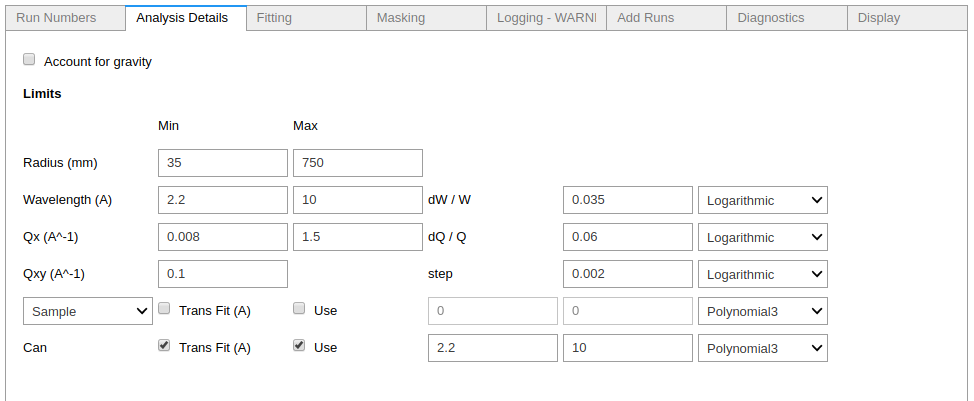 Run Numbers Analysis Details Fitting Masking Logging - WARNI Add Runs Diagnostics Display
Account for gravity
Limits
Min Max
Radius (mm) 35 750
Wavelength (A) 2.2 10 dW / W 0.035 Logarithmic
Qx (A^-1) 0.008 1.5 dQ / Q 0.06 Logarithmic
Qxy (A^-1) 0.1 step 0.002 Logarithmic
Sample Trans Fit (A) Use 0 0 Polynomial3
Can Trans Fit (A) Use 2.2 10 Polynomial3